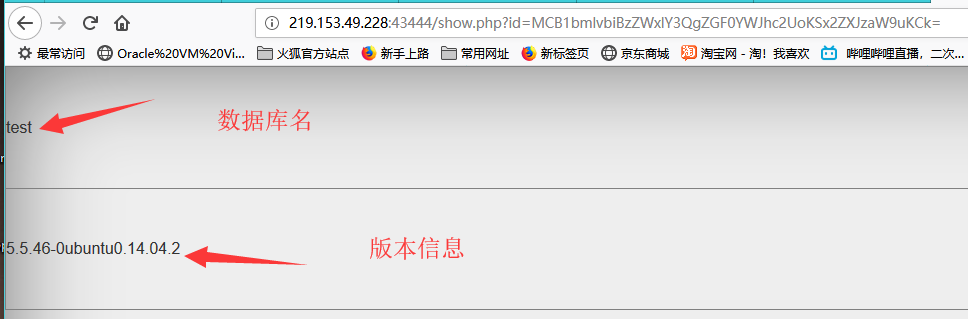 219.153.49.228:43444/show.php?id=MCB1bmlvbiBzZWxlY3QgZGF0YWJhc2UoKSx2ZXJzaW9uKCk=
最常访问 Oracle%20VM%20Vi... 火狐官方站点 新手上路 常用网址 新标签页 京东商城 淘宝网 - 淘！我喜欢 哔哩哔哩直播，二次...
test 数据库名
5.5.46-0ubuntu0.14.04.2 版本信息